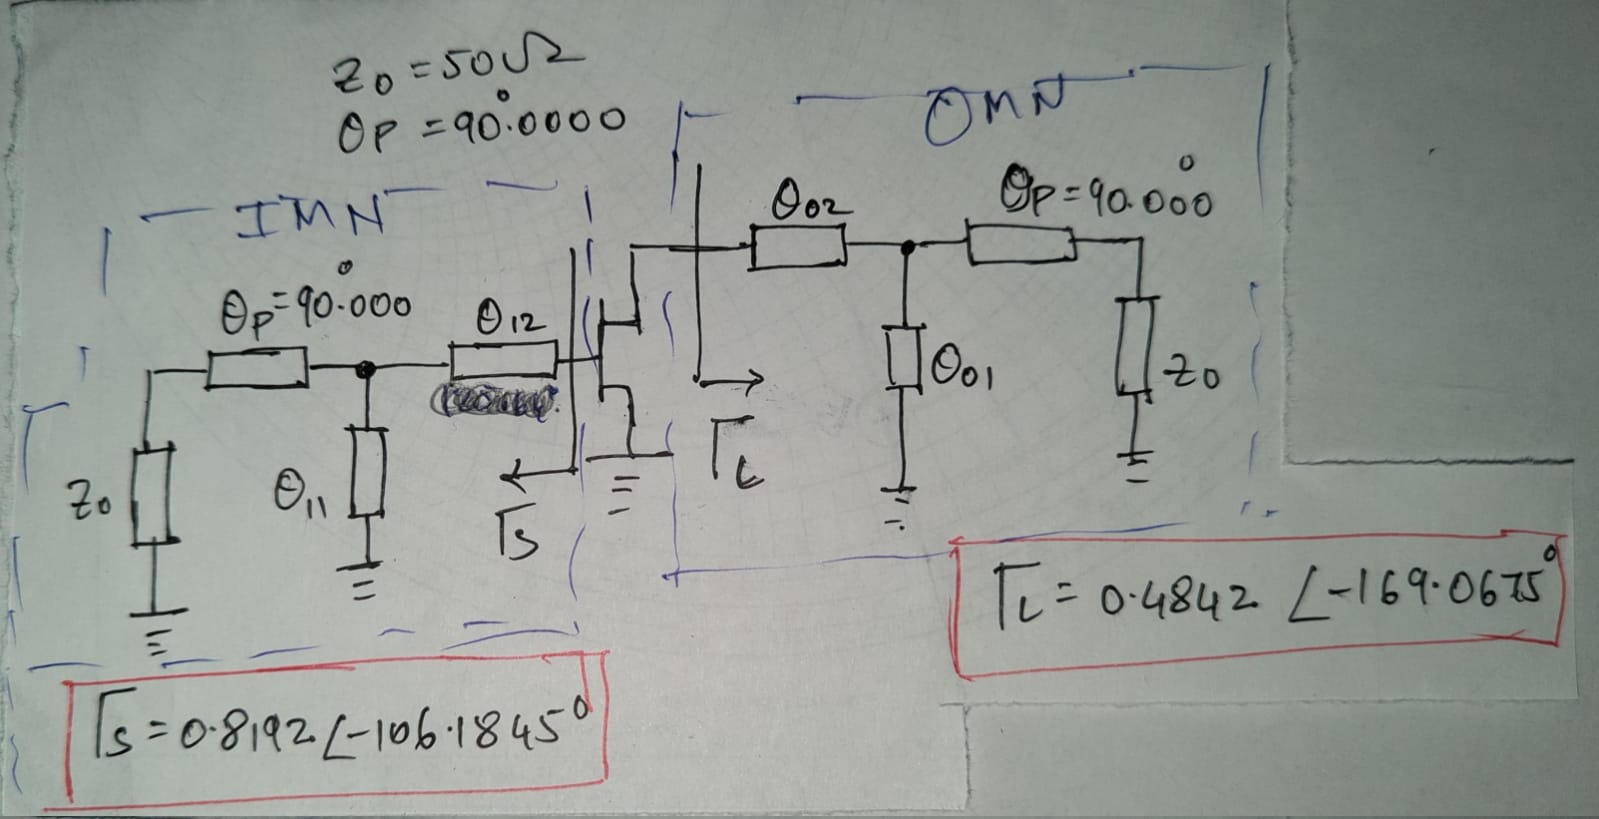 Z0 = 50Ω
θP = 90.0000°
OMN
IMN
θ02
θP = 90.000°
θP = 90.000°
θ12
θ01
Z0
ΓL
Z0
θ11
ΓS
ΓL = 0.4842 ∠-169.0675°
ΓS = 0.8192 ∠-106.1845°